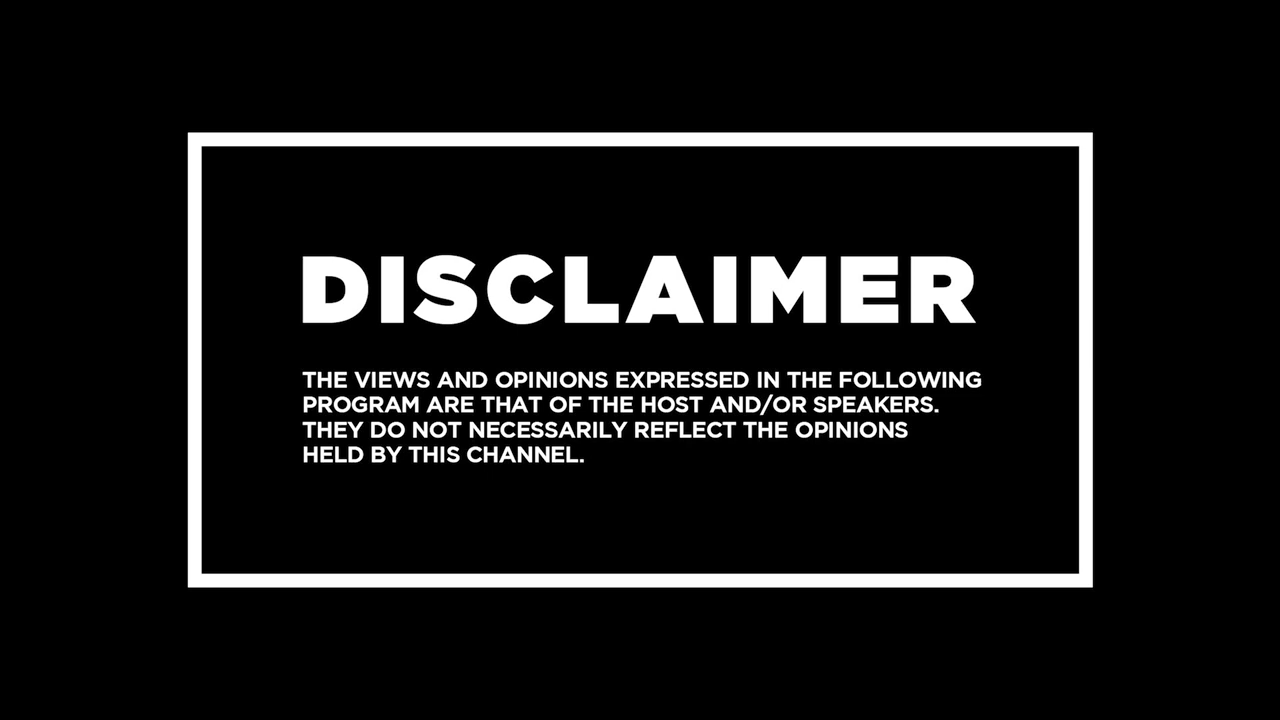 DISCLAIMER
THE VIEWS AND OPINIONS EXPRESSED IN THE FOLLOWING
PROGRAM ARE THAT OF THE HOST AND/OR SPEAKERS.
THEY DO NOT NECESSARILY REFLECT THE OPINIONS
HELD BY THIS CHANNEL.